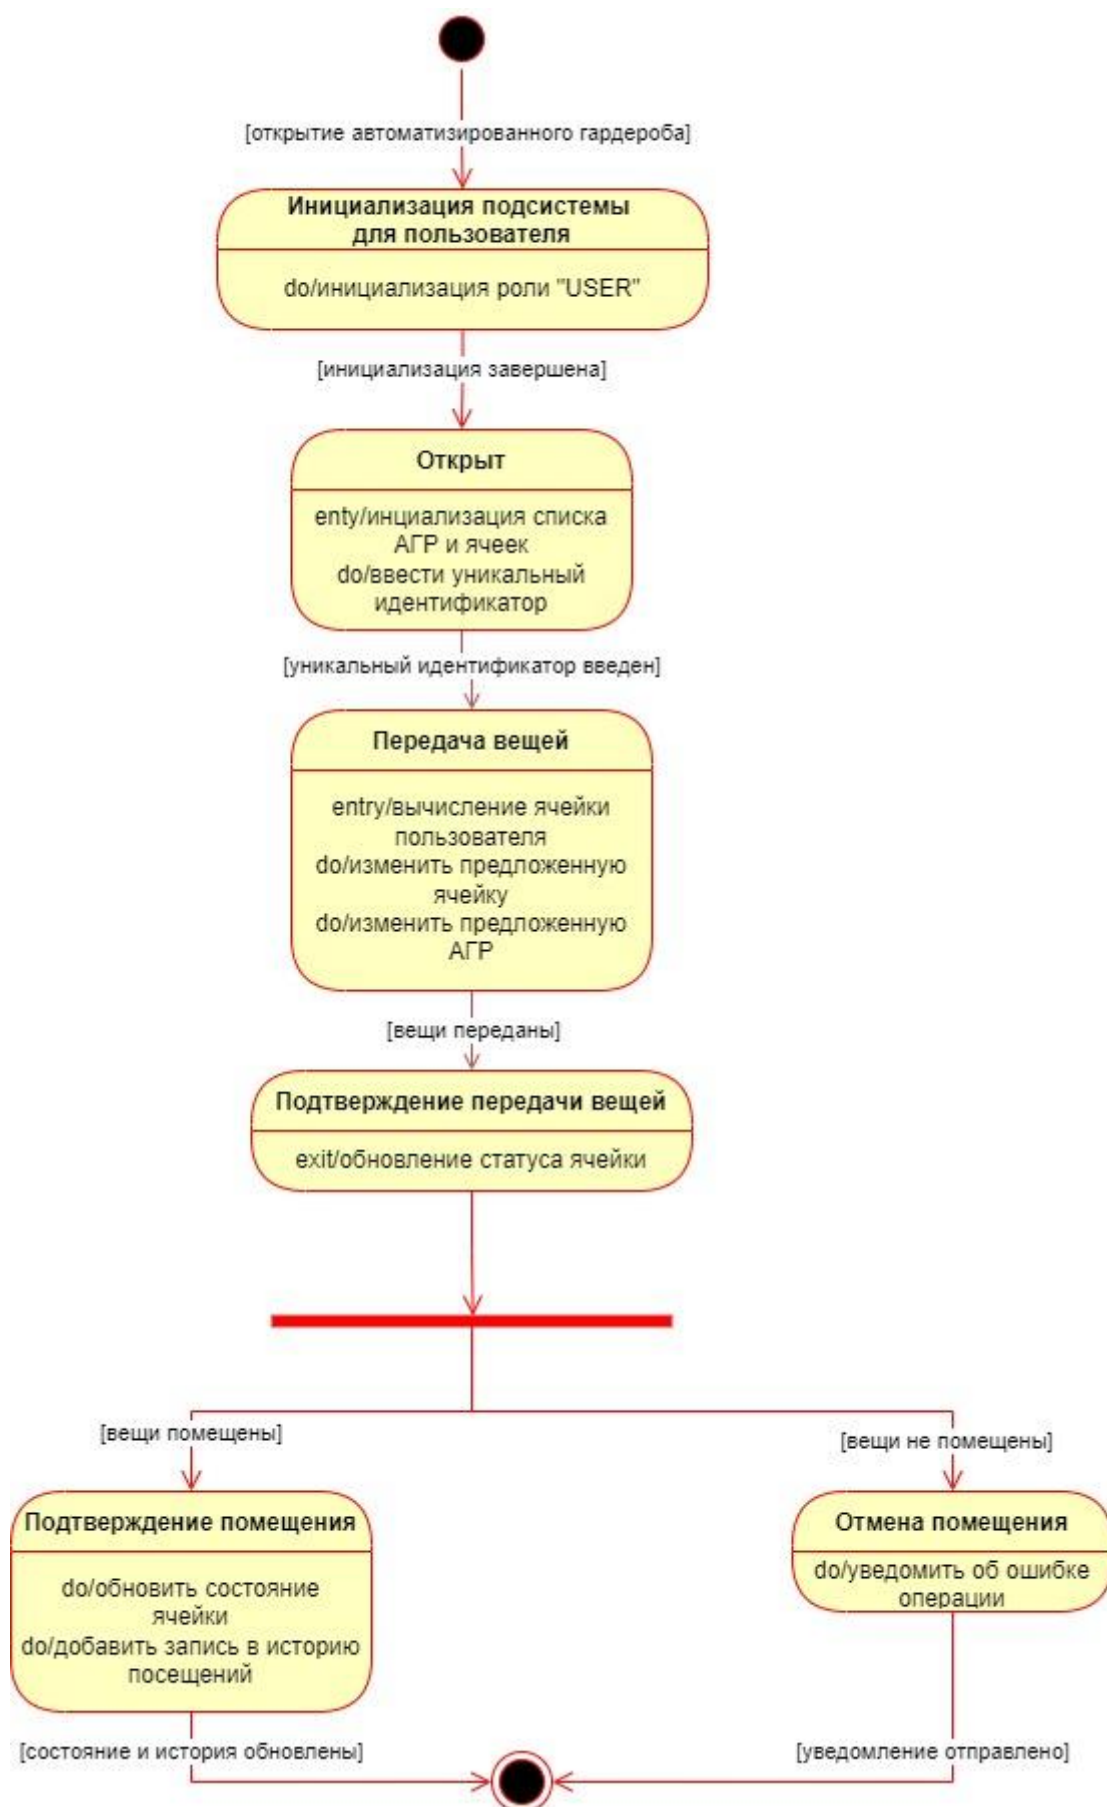 [открытие автоматизированного гардероба]
Инициализация подсистемы
для пользователя
do/инициализация роли "USER"
[инициализация завершена]
Открыт
enty/инциализация списка
АГР и ячеек
do/ввести уникальный
идентификатор
[уникальный идентификатор введен]
Передача вещей
entry/вычисление ячейки
пользователя
do/изменить предложенную
ячейку
do/изменить предложенную
АГР
[вещи переданы]
Подтверждение передачи вещей
exit/обновление статуса ячейки
[вещи помещены]
[вещи не помещены]
Подтверждение помещения
do/обновить состояние
ячейки
do/добавить запись в историю
посещений
Отмена помещения
do/уведомить об ошибке
операции
[состояние и история обновлены]
[уведомление отправлено]